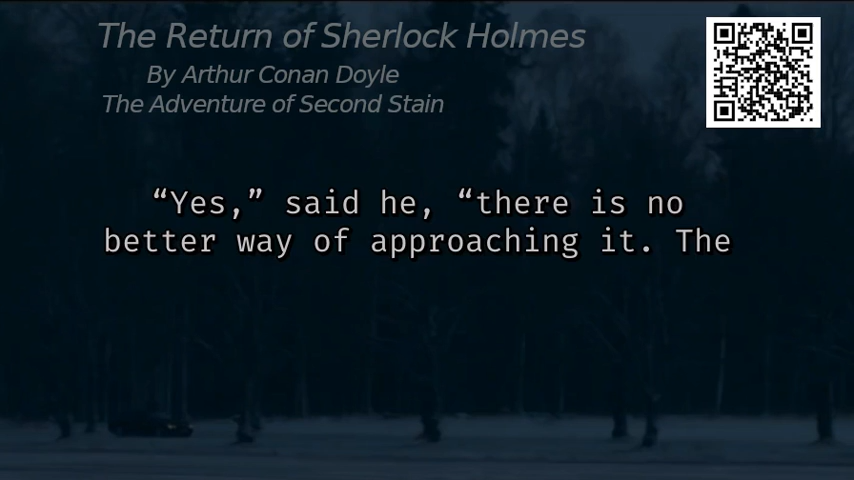 The Return of Sherlock Holmes
By Arthur Conan Doyle
The Adventure of Second Stain
“Yes,” said he, “there is no
better way of approaching it. The